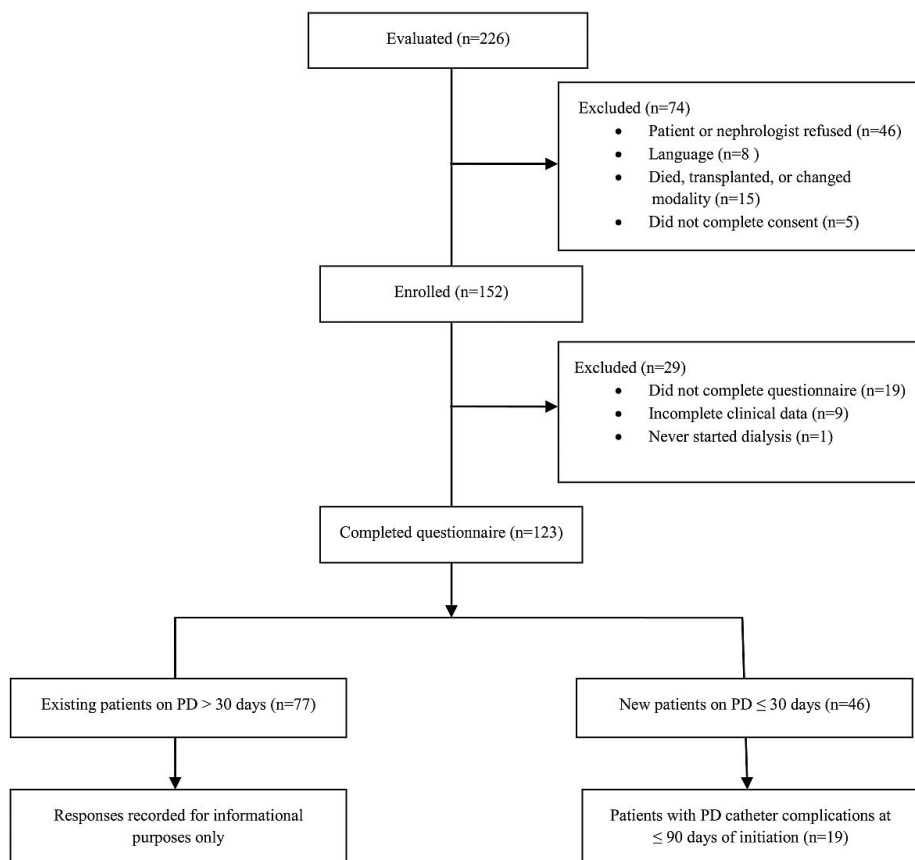 Evaluated (n=226)
Excluded (n=74)
• Patient or nephrologist refused (n=46)
• Language (n=8 )
• Died, transplanted, or changed
modality (n=15)
• Did not complete consent (n=5)
Enrolled (n=152)
Excluded (n=29)
• Did not complete questionnaire (n=19)
• Incomplete clinical data (n=9)
• Never started dialysis (n=1)
Completed questionnaire (n=123)
Existing patients on PD > 30 days (n=77)
New patients on PD ≤ 30 days (n=46)
Responses recorded for informational
purposes only
Patients with PD catheter complications at
≤ 90 days of initiation (n=19)